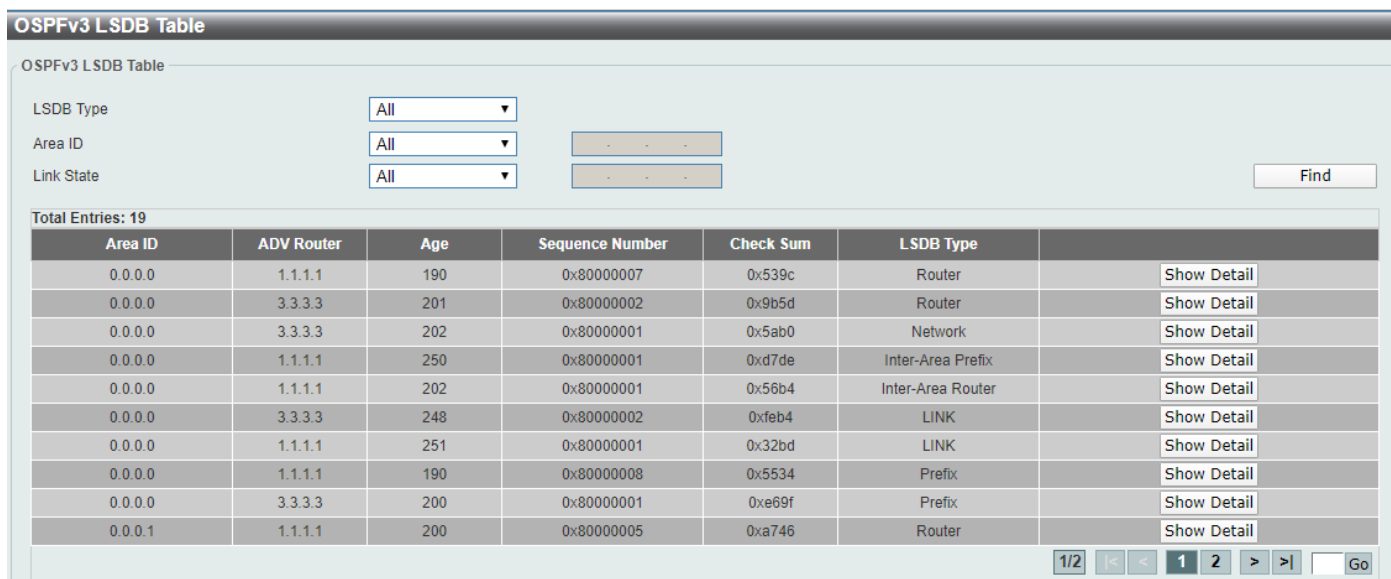 OSPFv3 LSDB Table
OSPFv3 LSDB Table
LSDB Type All
Area ID All . . .
Link State All . . . Find
Total Entries: 19
Area ID ADV Router Age Sequence Number Check Sum LSDB Type
0.0.0.0 1.1.1.1 190 0x80000007 0x539c Router Show Detail
0.0.0.0 3.3.3.3 201 0x80000002 0x9b5d Router Show Detail
0.0.0.0 3.3.3.3 202 0x80000001 0x5ab0 Network Show Detail
0.0.0.0 1.1.1.1 250 0x80000001 0xd7de Inter-Area Prefix Show Detail
0.0.0.0 1.1.1.1 202 0x80000001 0x56b4 Inter-Area Router Show Detail
0.0.0.0 3.3.3.3 248 0x80000002 0xfeb4 LINK Show Detail
0.0.0.0 1.1.1.1 251 0x80000001 0x32bd LINK Show Detail
0.0.0.0 1.1.1.1 190 0x80000008 0x5534 Prefix Show Detail
0.0.0.0 3.3.3.3 200 0x80000001 0xe69f Prefix Show Detail
0.0.0.1 1.1.1.1 200 0x80000005 0xa746 Router Show Detail
1/2 |< < 1 2 > >| Go